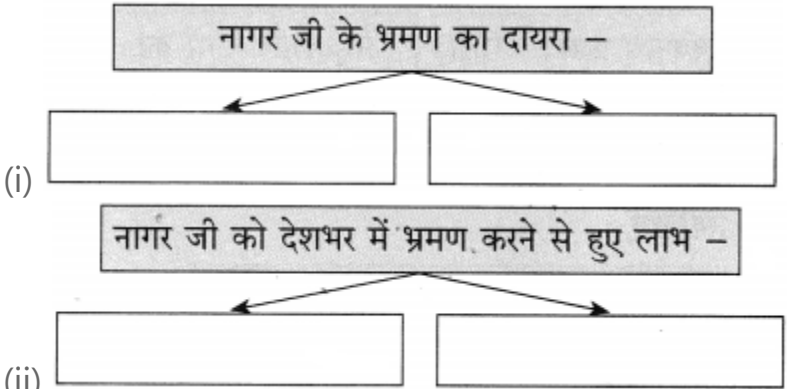 नागर जी के भ्रमण का दायरा –
(i)
नागर जी को देशभर में भ्रमण करने से हुए लाभ –
(ii)